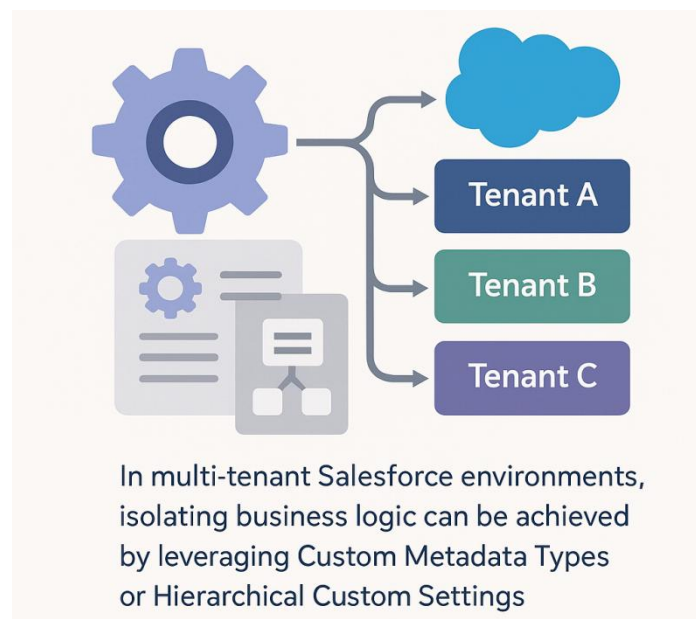 Tenant A
Tenant B
Tenant C
In multi-tenant Salesforce environments,
isolating business logic can be achieved
by leveraging Custom Metadata Types
or Hierarchical Custom Settings